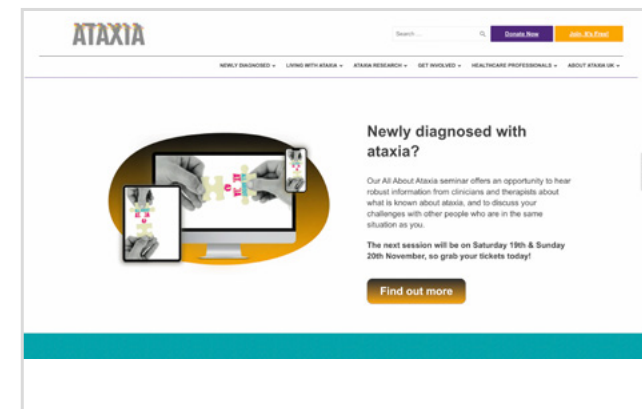 ATAXIA
Search ...
Donate Now
Join, It's Free!
NEWLY DIAGNOSED
LIVING WITH ATAXIA
ATAXIA RESEARCH
GET INVOLVED
HEALTHCARE PROFESSIONALS
ABOUT ATAXIA UK
Newly diagnosed with
ataxia?
Our All About Ataxia seminar offers an opportunity to hear
robust information from clinicians and therapists about
what is known about ataxia, and to discuss your
challenges with other people who are in the same
situation as you.
The next session will be on Saturday 19th & Sunday
20th November, so grab your tickets today!
Find out more